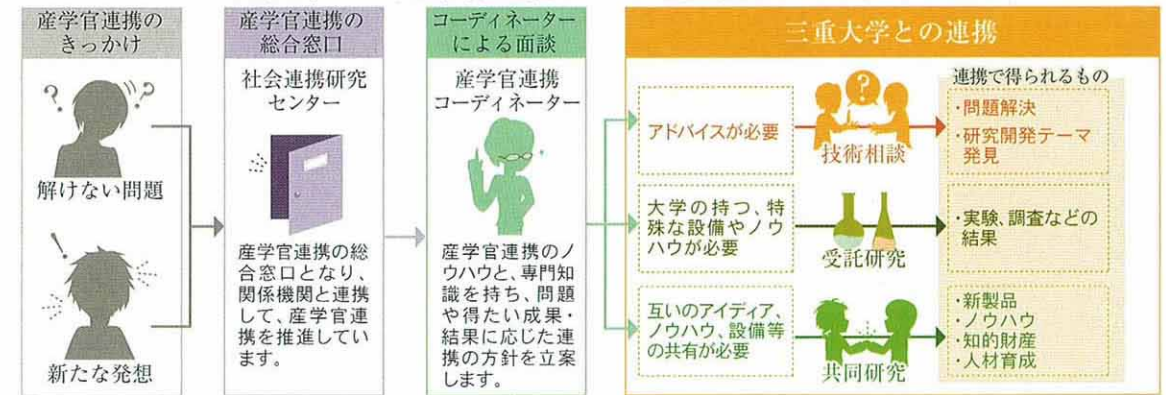 産学官連携の
きっかけ
?
??
解けない問題
!
新たな発想
産学官連携の
総合窓口
社会連携研究
センター
産学官連携の総
合窓口となり、
関係機関と連携
して、産学官連
携を推進してい
ます。
コーディネーター
による面談
産学官連携
コーディネーター
産学官連携のノ
ウハウと、専門知
識を持ち、問題
や得たい成果・
結果に応じた連
携の方針を立案
します。
三重大学との連携
連携で得られるもの
アドバイスが必要
?
技術相談
・問題解決
・研究開発テーマ
発見
大学の持つ、特
殊な設備やノウ
ハウが必要
受託研究
・実験、調査などの
結果
互いのアイディア、
ノウハウ、設備等
の共有が必要
共同研究
・新製品
・ノウハウ
・知的財産
・人材育成